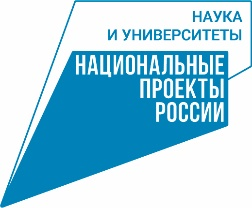 НАУКА
И УНИВЕРСИТЕТЫ
НАЦИОНАЛЬНЫЕ
ПРОЕКТЫ
РОССИИ